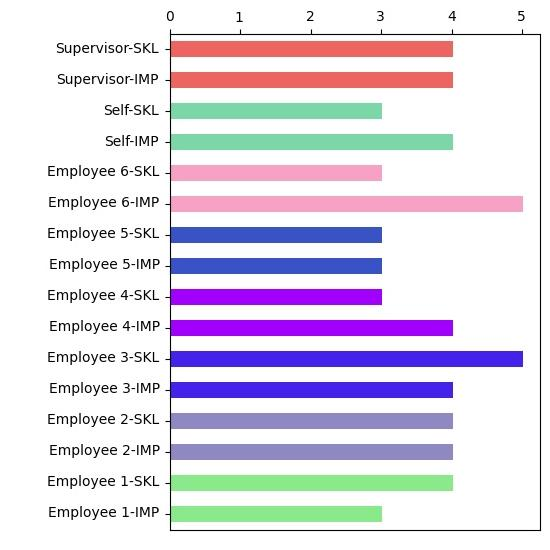 0 1 2 3 4 5
Supervisor-SKL
Supervisor-IMP
Self-SKL
Self-IMP
Employee 6-SKL
Employee 6-IMP
Employee 5-SKL
Employee 5-IMP
Employee 4-SKL
Employee 4-IMP
Employee 3-SKL
Employee 3-IMP
Employee 2-SKL
Employee 2-IMP
Employee 1-SKL
Employee 1-IMP